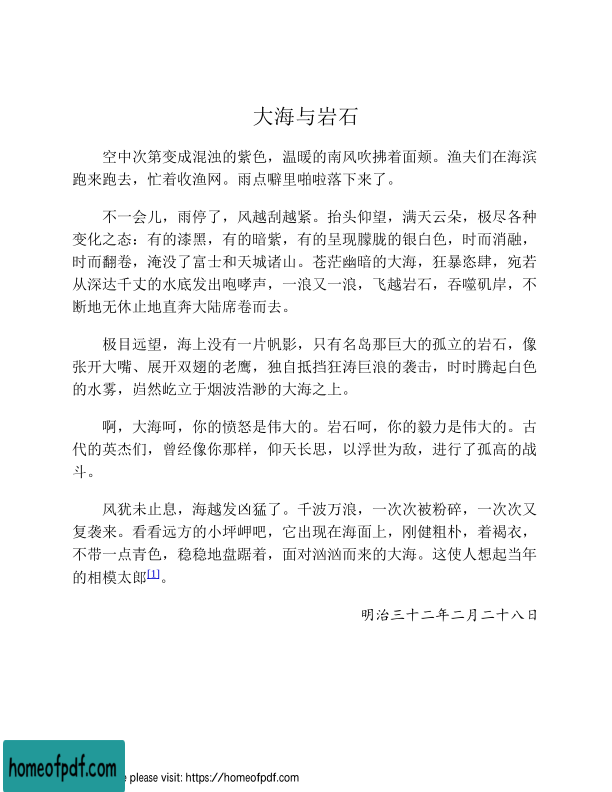 大海与岩石
空中次第变成混浊的紫色，温暖的南风吹拂着面颊。渔夫们在海滨
跑来跑去，忙着收渔网。雨点噼里啪啦落下来了。
不一会儿，雨停了，风越刮越紧。抬头仰望，满天云朵，极尽各种
变化之态：有的漆黑，有的暗紫，有的呈现朦胧的银白色，时而消融，
时而翻卷，淹没了富士和天城诸山。苍茫幽暗的大海，狂暴恣肆，宛若
从深达千丈的水底发出咆哮声，一浪又一浪，飞越岩石，吞噬矶岸，不
断地无休止地直奔大陆席卷而去。
极目远望，海上没有一片帆影，只有名岛那巨大的孤立的岩石，像
张开大嘴、展开双翅的老鹰，独自抵挡狂涛巨浪的袭击，时时腾起白色
的水雾，岿然屹立于烟波浩渺的大海之上。
啊，大海呵，你的愤怒是伟大的。岩石呵，你的毅力是伟大的。古
代的英杰们，曾经像你那样，仰天长思，以浮世为敌，进行了孤高的战
斗。
风犹未止息，海越发凶猛了。千波万浪，一次次被粉碎，一次次又
复袭来。看看远方的小坪岬吧，它出现在海面上，刚健粗朴，着褐衣，
不带一点青色，稳稳地盘踞着，面对汹汹而来的大海。这使人想起当年
的相模太郎[1]。
明治三十二年二月二十八日
homeofpdf.com
e please visit: https://homeofpdf.com